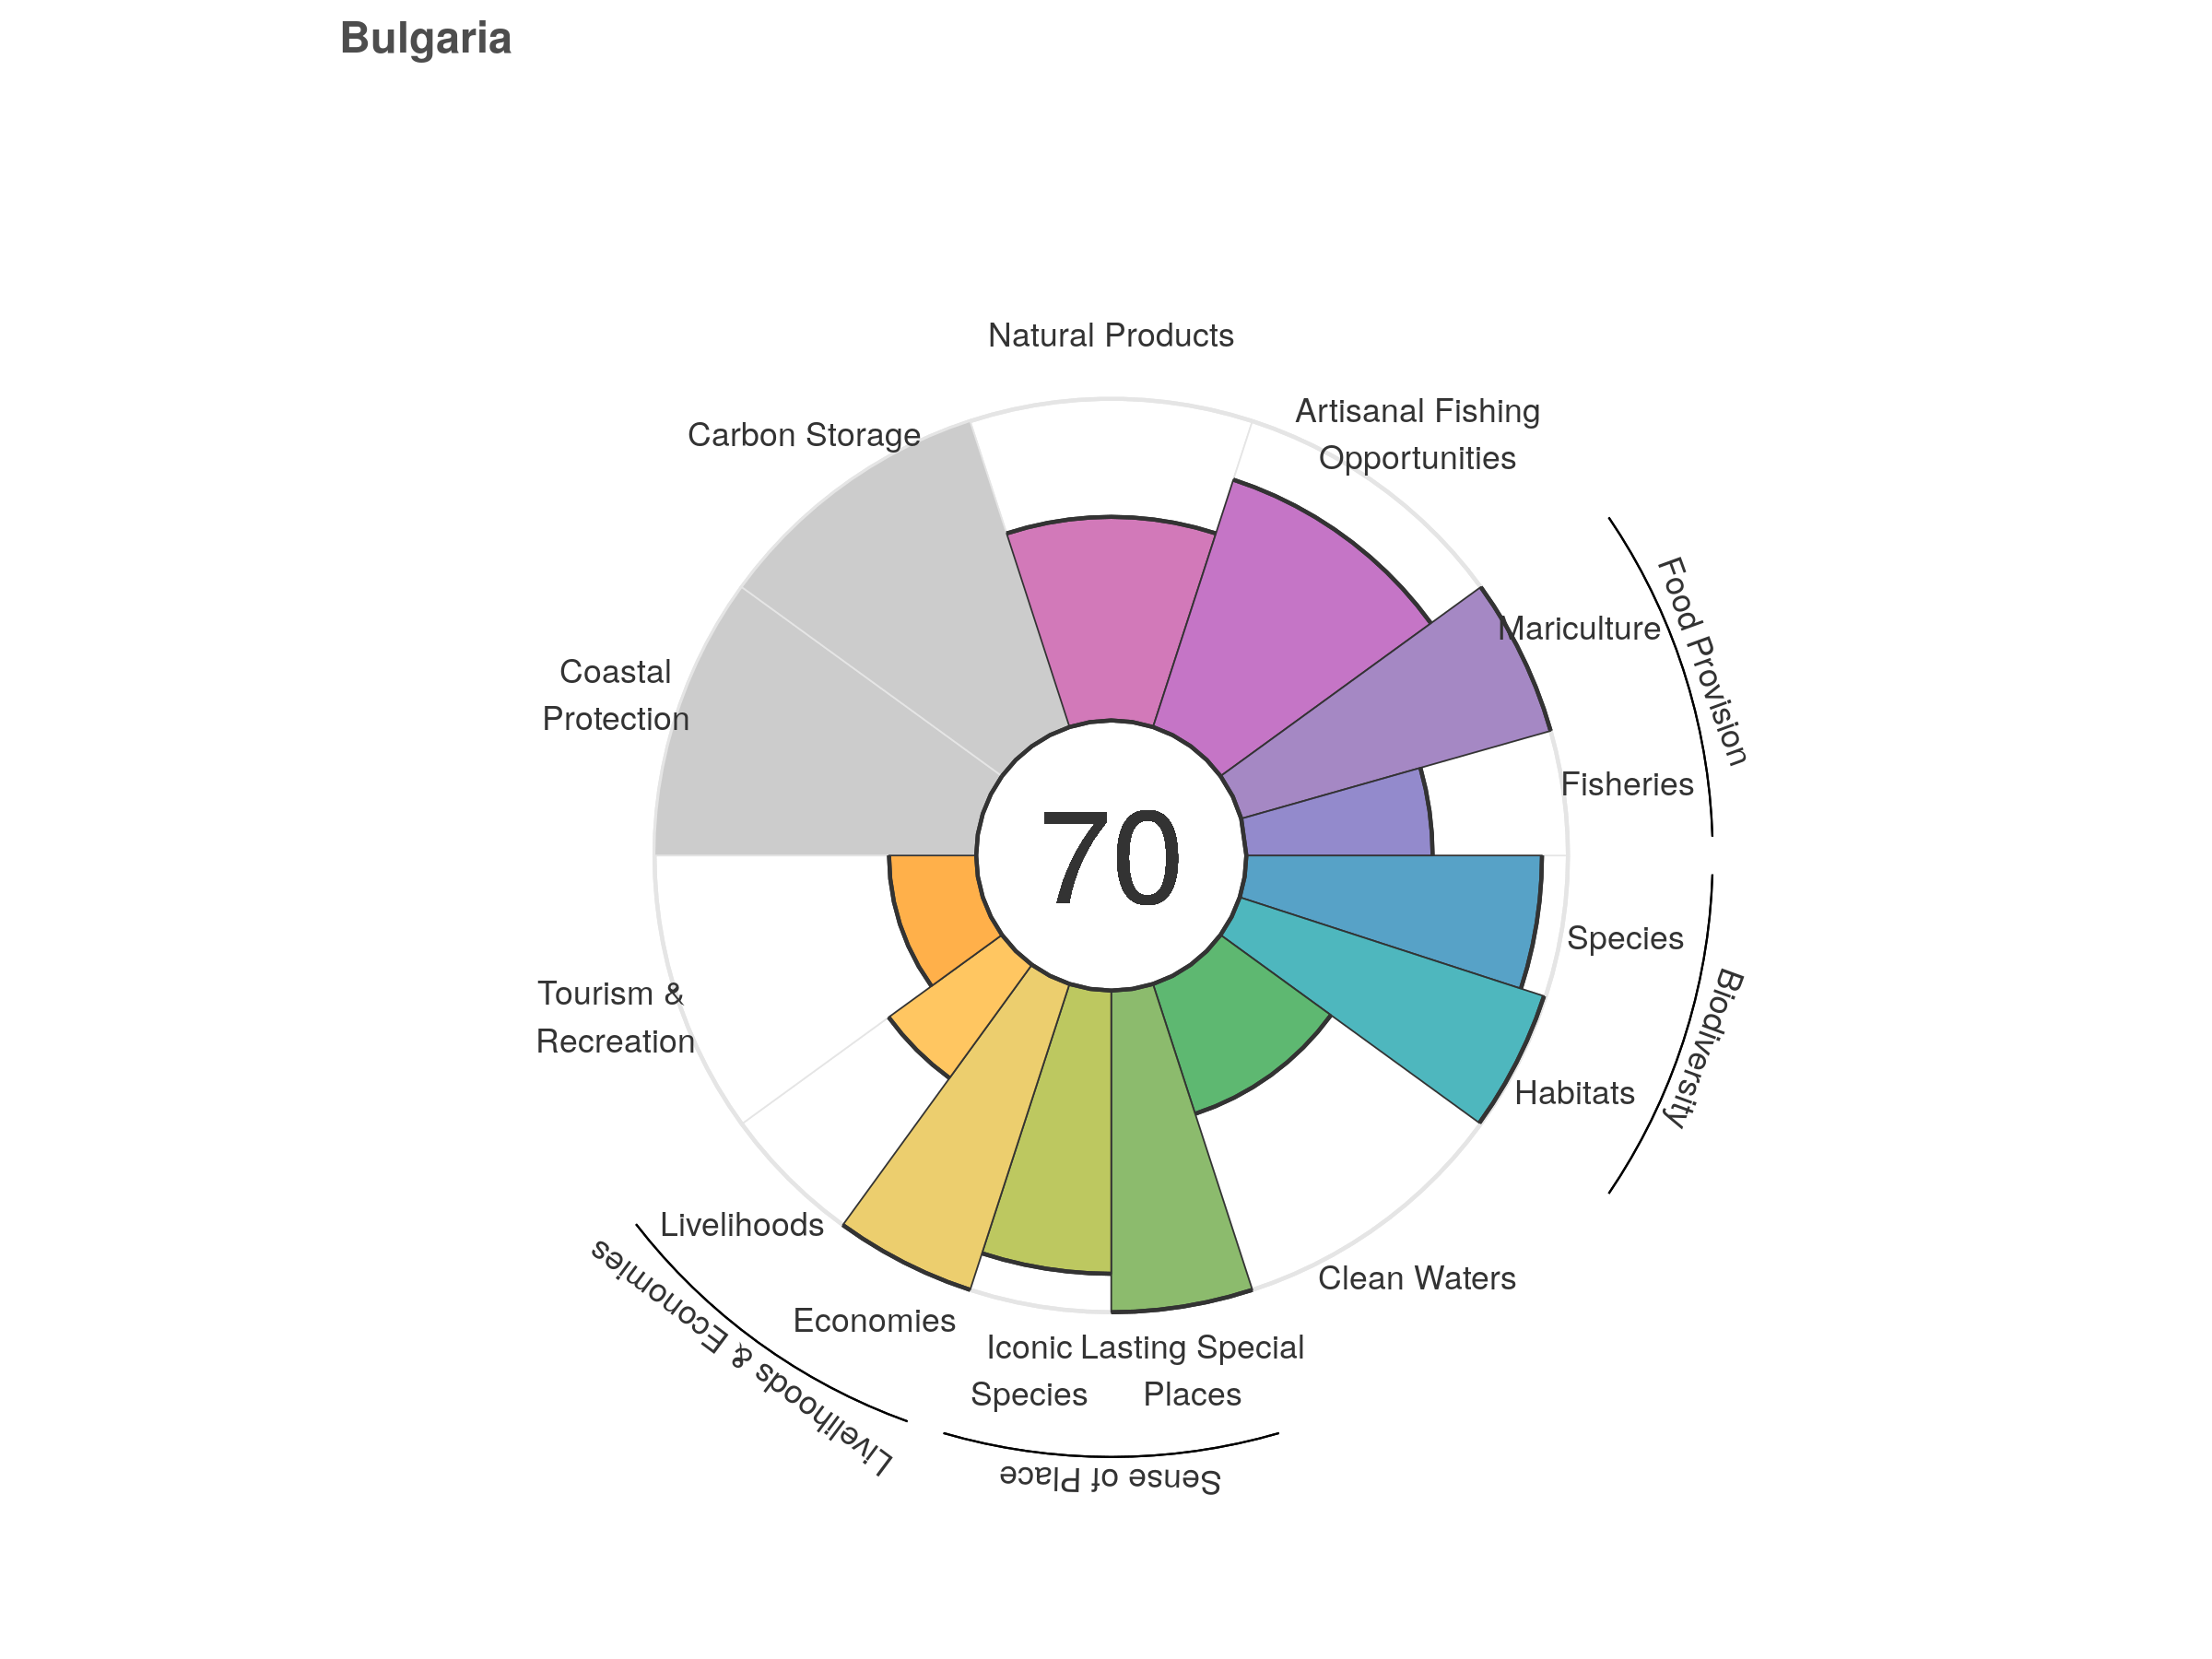 Bulgaria
Natural Products
Artisanal Fishing
Opportunities
Carbon Storage
Mariculture
Food Provision
Coastal
Protection
Fisheries
70
Species
Biodiversity
Tourism &
Recreation
Habitats
Livelihoods
Clean Waters
Economies
Livelihoods & Economies
Iconic
Species
Lasting Special
Places
Sense of Place